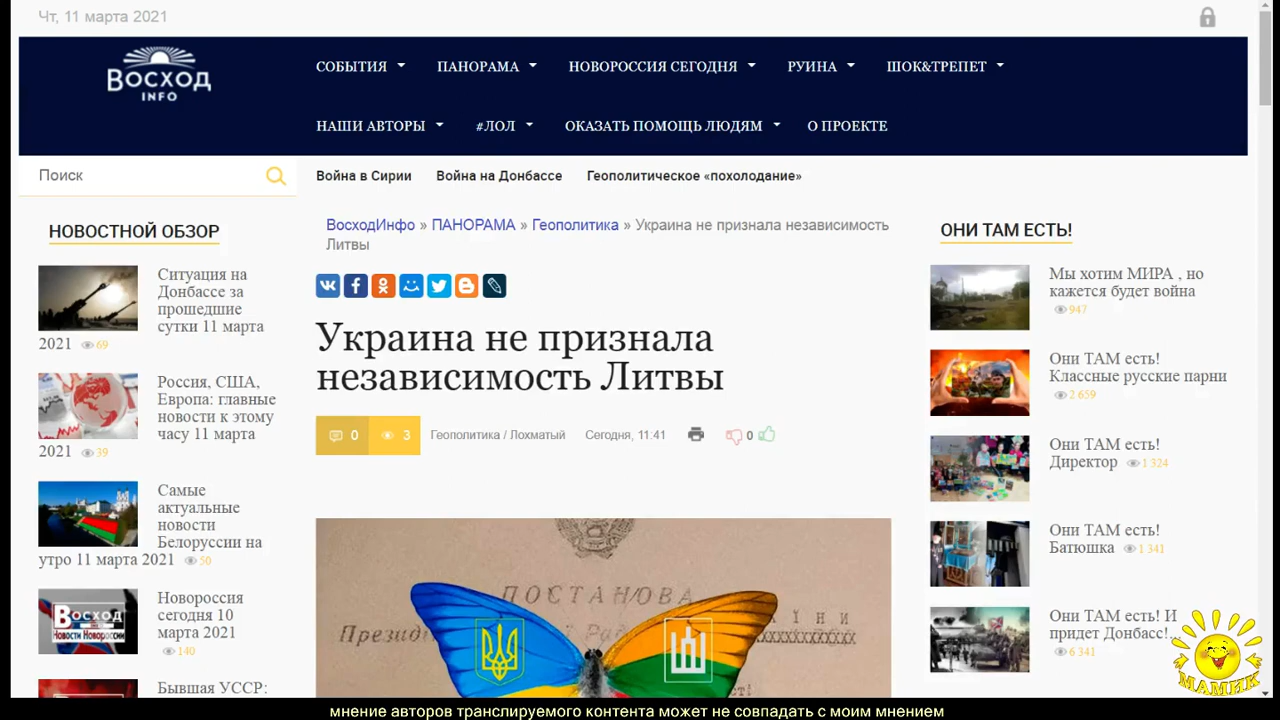 Чт, 11 марта 2021
ВОСХОД
INFO
СОБЫТИЯ
ПАНОРАМА
НОВОРОССИЯ СЕГОДНЯ
РУИНА
ШОК&ТРЕПЕТ
НАШИ АВТОРЫ
#ЛОЛ
ОКАЗАТЬ ПОМОЩЬ ЛЮДЯМ
О ПРОЕКТЕ
Поиск
Война в Сирии
Война на Донбассе
Геополитическое «похолодание»
НОВОСТНОЙ ОБЗОР
Ситуация на
Донбассе за
прошедшие
сутки 11 марта
2021 69
Россия, США,
Европа: главные
новости к этому
часу 11 марта
2021 39
Самые
актуальные
новости
Белоруссии на
утро 11 марта 2021 50
Восход
Новости Новороссии
Новороссия
сегодня 10
марта 2021
140
Бывшая УССР:
ВосходИнфо » ПАНОРАМА » Геополитика » Украина не признала независимость
Литвы
Украина не признала
независимость Литвы
0 3
Геополитика / Лохматый
Сегодня, 11:41
0
ПОСТАНОВА
ОНИ ТАМ ЕСТЬ!
Мы хотим МИРА , но
кажется будет война
947
Они ТАМ есть!
Классные русские парни
2 659
Они ТАМ есть!
Директор 1 324
Они ТАМ есть!
Батюшка 1 341
Они ТАМ есть! И
придет Донбасс!...
6 341
МАМИК
мнение авторов транслируемого контента может не совпадать с моим мнением